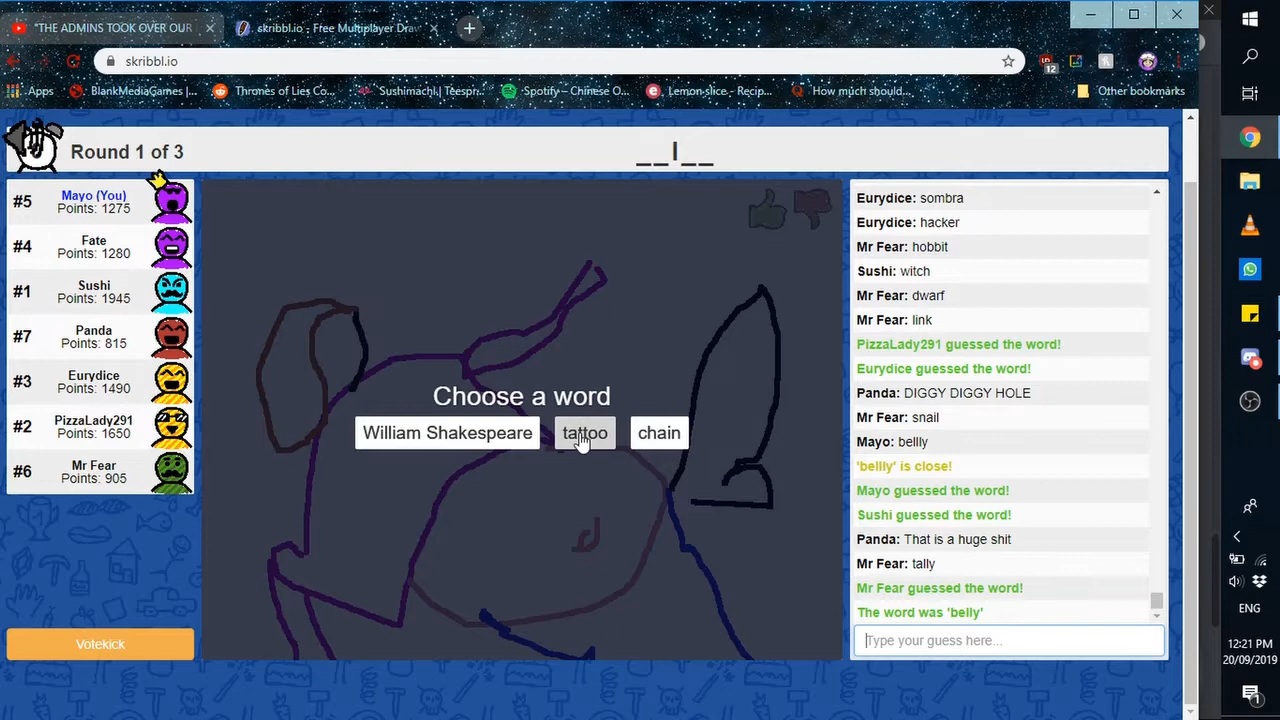 "THE ADMINS TOOK OVER OUR
skribbl.io - Free Multiplayer Draw
skribbl.io
12
Apps
BlankMediaGames |...
Thrones of Lies Co...
Sushimachi | Teespr...
Spotify – Chinese O...
Lemon slice - Recip...
How much should...
Other bookmarks
Round 1 of 3
__l__
#5
Mayo (You)
Points: 1275
#4
Fate
Points: 1280
#1
Sushi
Points: 1945
#7
Panda
Points: 815
#3
Eurydice
Points: 1490
#2
PizzaLady291
Points: 1650
#6
Mr Fear
Points: 905
Votekick
Choose a word
William Shakespeare
tattoo
chain
Eurydice: sombra
Eurydice: hacker
Mr Fear: hobbit
Sushi: witch
Mr Fear: dwarf
Mr Fear: link
PizzaLady291 guessed the word!
Eurydice guessed the word!
Panda: DIGGY DIGGY HOLE
Mr Fear: snail
Mayo: bellly
'bellly' is close!
Mayo guessed the word!
Sushi guessed the word!
Panda: That is a huge shit
Mr Fear: tally
Mr Fear guessed the word!
The word was 'belly'
Type your guess here...
ENG
12:21 PM
20/09/2019
1